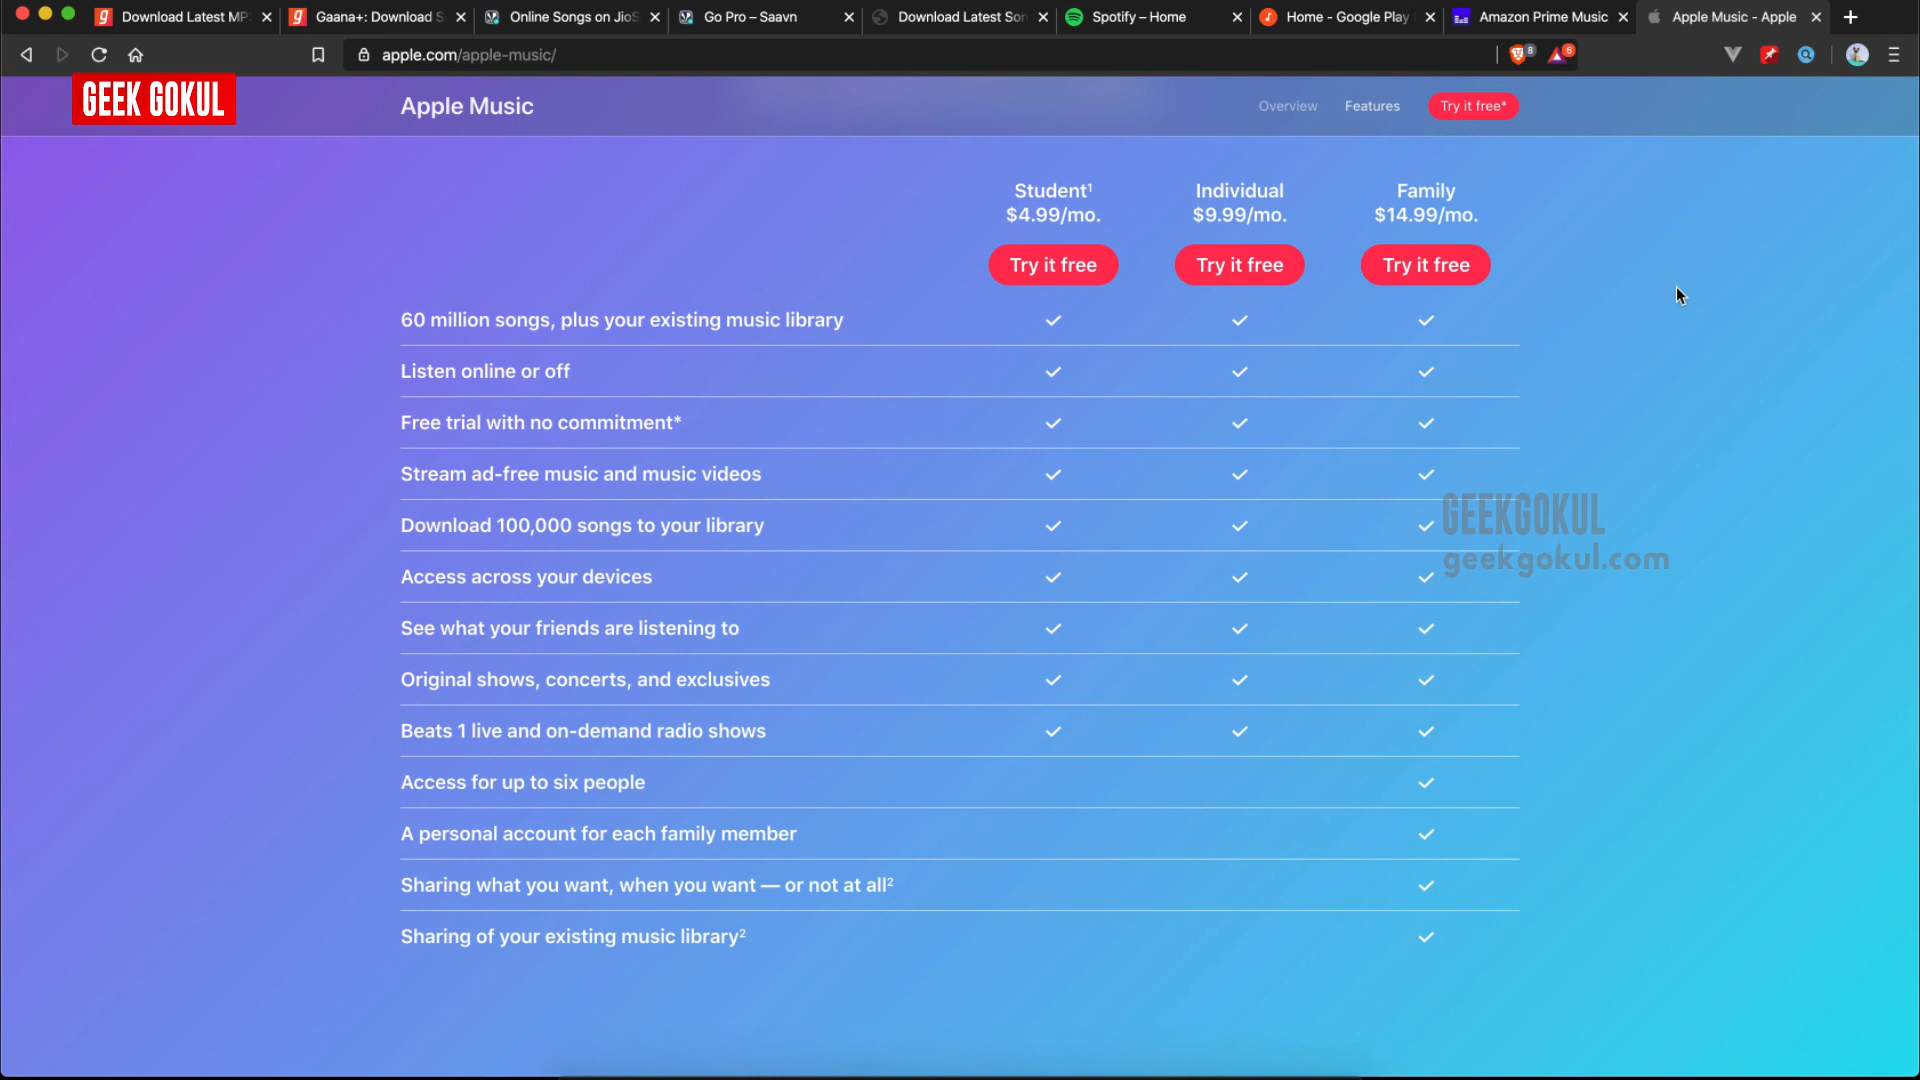 Download Latest MP
Gaana+: Download S
Online Songs on JioS
Go Pro – Saavn
Download Latest Son
Spotify – Home
Home - Google Play
Amazon Prime Music
Apple Music - Apple
apple.com/apple-music/
8
6
GEEK GOKUL
Apple Music
Overview
Features
Try it free*
Student¹
Individual
Family
$4.99/mo.
$9.99/mo.
$14.99/mo.
Try it free
Try it free
Try it free
60 million songs, plus your existing music library
Listen online or off
Free trial with no commitment*
Stream ad-free music and music videos
GEEKGOKUL
Download 100,000 songs to your library
geekgokul.com
Access across your devices
See what your friends are listening to
Original shows, concerts, and exclusives
Beats 1 live and on-demand radio shows
Access for up to six people
A personal account for each family member
Sharing what you want, when you want — or not at all²
Sharing of your existing music library²